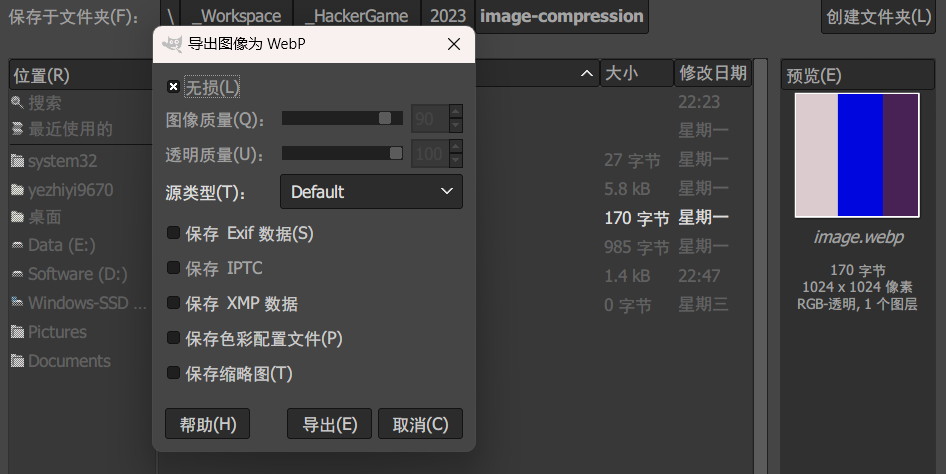 保存于文件夹(F)： \ _Workspace _HackerGame 2023 image-compression 创建文件夹(L)
导出图像为 WebP
位置(R)
搜索
最近使用的
system32
yezhiyi9670
桌面
Data (E:)
Software (D:)
Windows-SSD ...
Pictures
Documents
无损(L)
图像质量(Q)： 90
透明质量(U)： 100
源类型(T)： Default
保存 Exif 数据(S)
保存 IPTC
保存 XMP 数据
保存色彩配置文件(P)
保存缩略图(T)
帮助(H) 导出(E) 取消(C)
大小 修改日期
22:23
星期一
27 字节 星期一
5.8 kB 星期一
170 字节 星期一
985 字节 星期一
1.4 kB 22:47
0 字节 星期三
预览(E)
image.webp
170 字节
1024 x 1024 像素
RGB-透明, 1 个图层